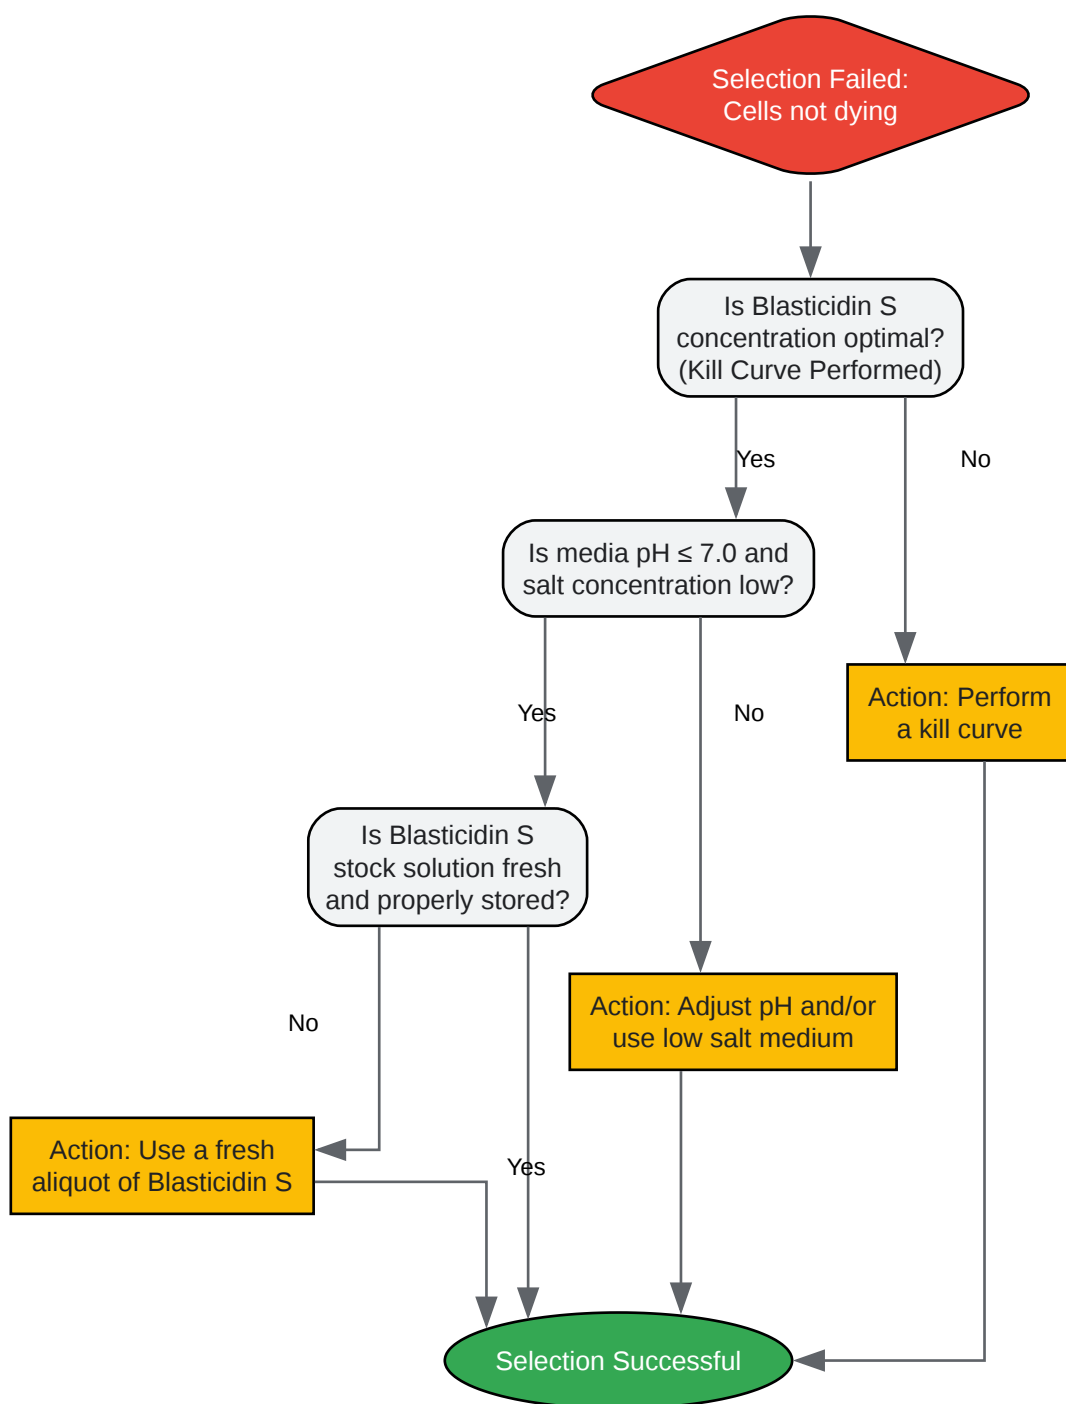 Selection Failed:
Cells not dying
Is Blasticidin S
concentration optimal?
(Kill Curve Performed)
Yes
No
Is media pH ≤ 7.0 and
salt concentration low?
Action: Perform
a kill curve
Yes
No
Is Blasticidin S
stock solution fresh
and properly stored?
Action: Adjust pH and/or
use low salt medium
No
Action: Use a fresh
aliquot of Blasticidin S
Yes
Selection Successful